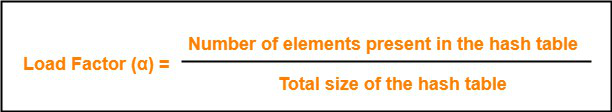 Number of elements present in the hash table
Load Factor (α) =
Total size of the hash table